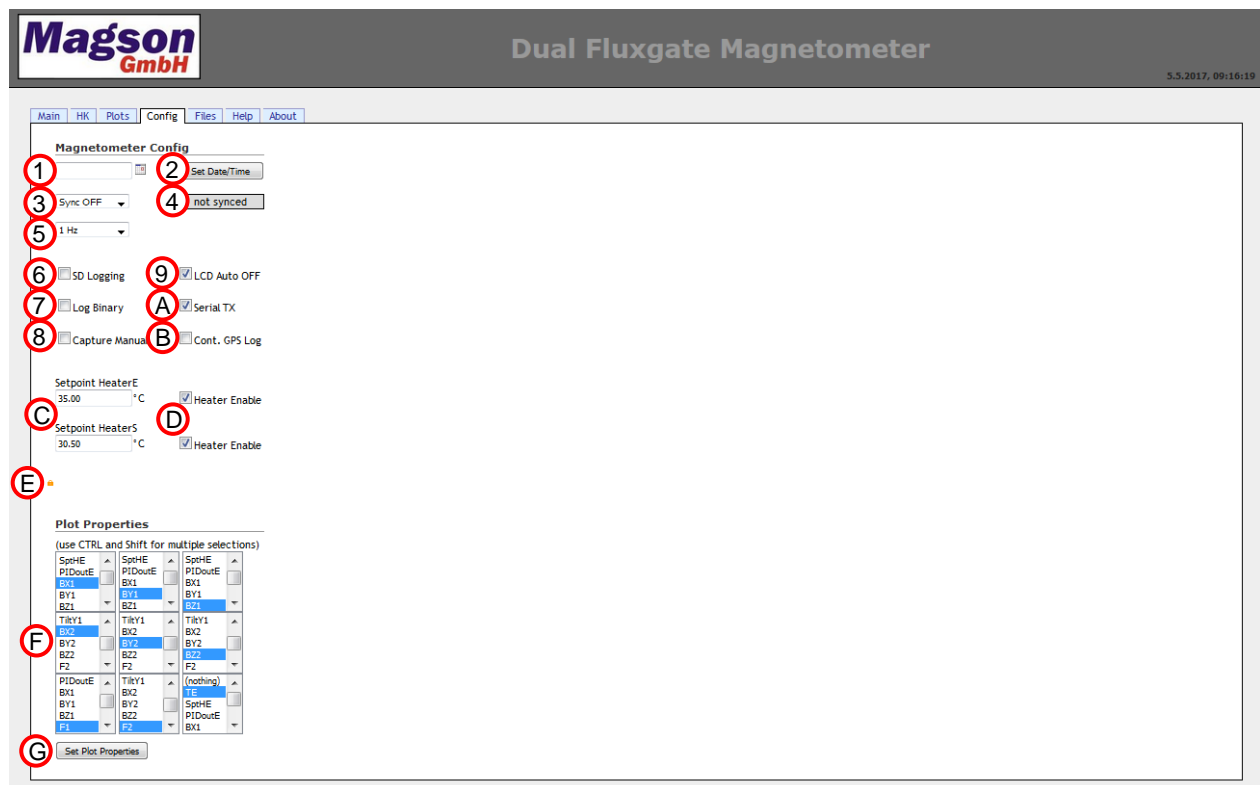 Magson
GmbH
Dual Fluxgate Magnetometer
5.5.2017, 09:16:19
Main HK Plots Config Files Help About
Magnetometer Config
1 2 Set Date/Time
3 Sync OFF 4 not synced
5 1 Hz
6 SD Logging 9 LCD Auto OFF
7 Log Binary A Serial TX
8 Capture Manual B Cont. GPS Log
Setpoint HeaterE
35.00 °C Heater Enable
C D
Setpoint HeaterS
30.50 °C Heater Enable
E
Plot Properties
(use CTRL and Shift for multiple selections)
SptHE SptHE SptHE
PIDoutE PIDoutE PIDoutE
BX1 BX1 BX1
BY1 BY1 BY1
BZ1 BZ1 BZ1
TiltY1 TiltY1 TiltY1
BX2 BX2 BX2
F BY2 BY2 BY2
BZ2 BZ2 BZ2
F2 F2 F2
PIDoutE TiltY1 (nothing)
BX1 BX2 TE
BY1 BY2 SptHE
BZ1 BZ2 PIDoutE
F1 F2 BX1
G Set Plot Properties